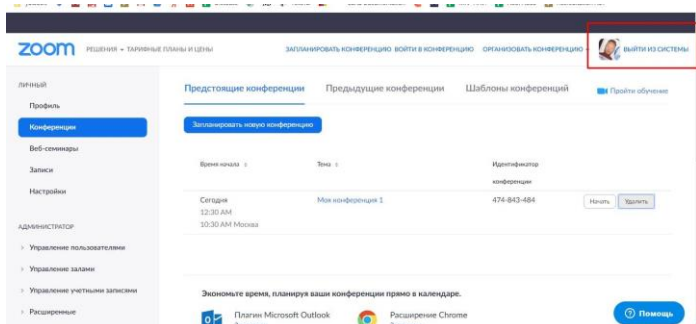 zoom
РЕШЕНИЯ ТАРИФНЫЕ ПЛАНЫ И ЦЕНЫ
ЗАПЛАНИРОВАТЬ КОНФЕРЕНЦИЮ ВОЙТИ В КОНФЕРЕНЦИЮ ОРГАНИЗОВАТЬ КОНФЕРЕНЦИЮ
ВЫЙТИ ИЗ СИСТЕМЫ
ЛИЧНЫЙ
Профиль
Конференции
Веб-семинары
Записи
Настройки
АДМИНИСТРАТОР
Управление пользователями
Управление залами
Управление учетными записями
Расширенные
Предстоящие конференции Предыдущие конференции Шаблоны конференций
Пройти обучение
Запланировать новую конференцию
Время начала Тема Идентификатор
конференции
Сегодня Моя конференция 1 474-843-484 Начать Удалить
12:30 AM
10:30 AM Москва
Экономьте время, планируя ваши конференции прямо в календаре.
Плагин Microsoft Outlook Расширение Chrome
Помощь